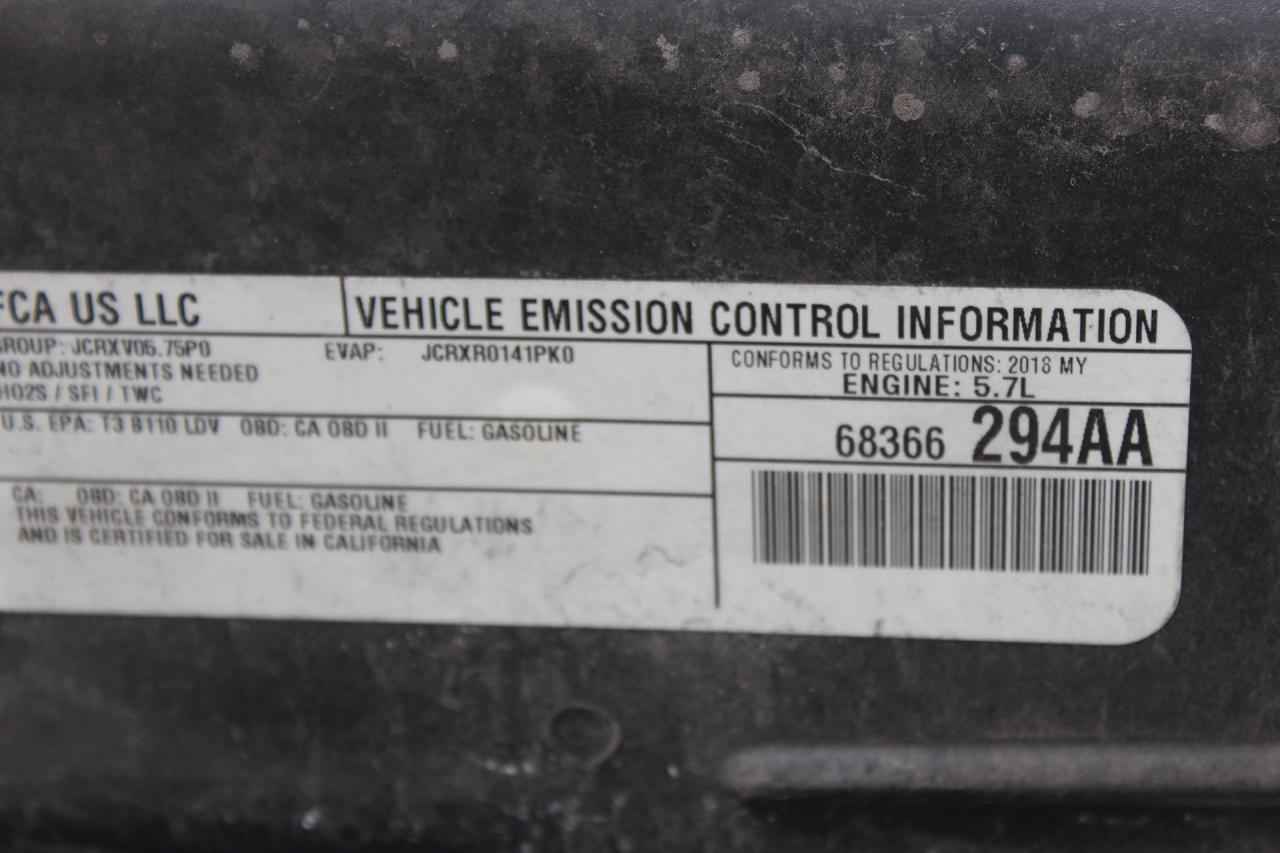 FCA US LLC
VEHICLE EMISSION CONTROL INFORMATION
GROUP: JCRXV05.75P0 EVAP: JCRXR0141PK0
NO ADJUSTMENTS NEEDED
HO2S / SFI / TWC
CONFORMS TO REGULATIONS: 2018 MY
ENGINE: 5.7L
U.S. EPA: T3 B110 LDV OBD: CA OBD II FUEL: GASOLINE
68366 294AA
CA: OBD: CA OBD II FUEL: GASOLINE
THIS VEHICLE CONFORMS TO FEDERAL REGULATIONS
AND IS CERTIFIED FOR SALE IN CALIFORNIA